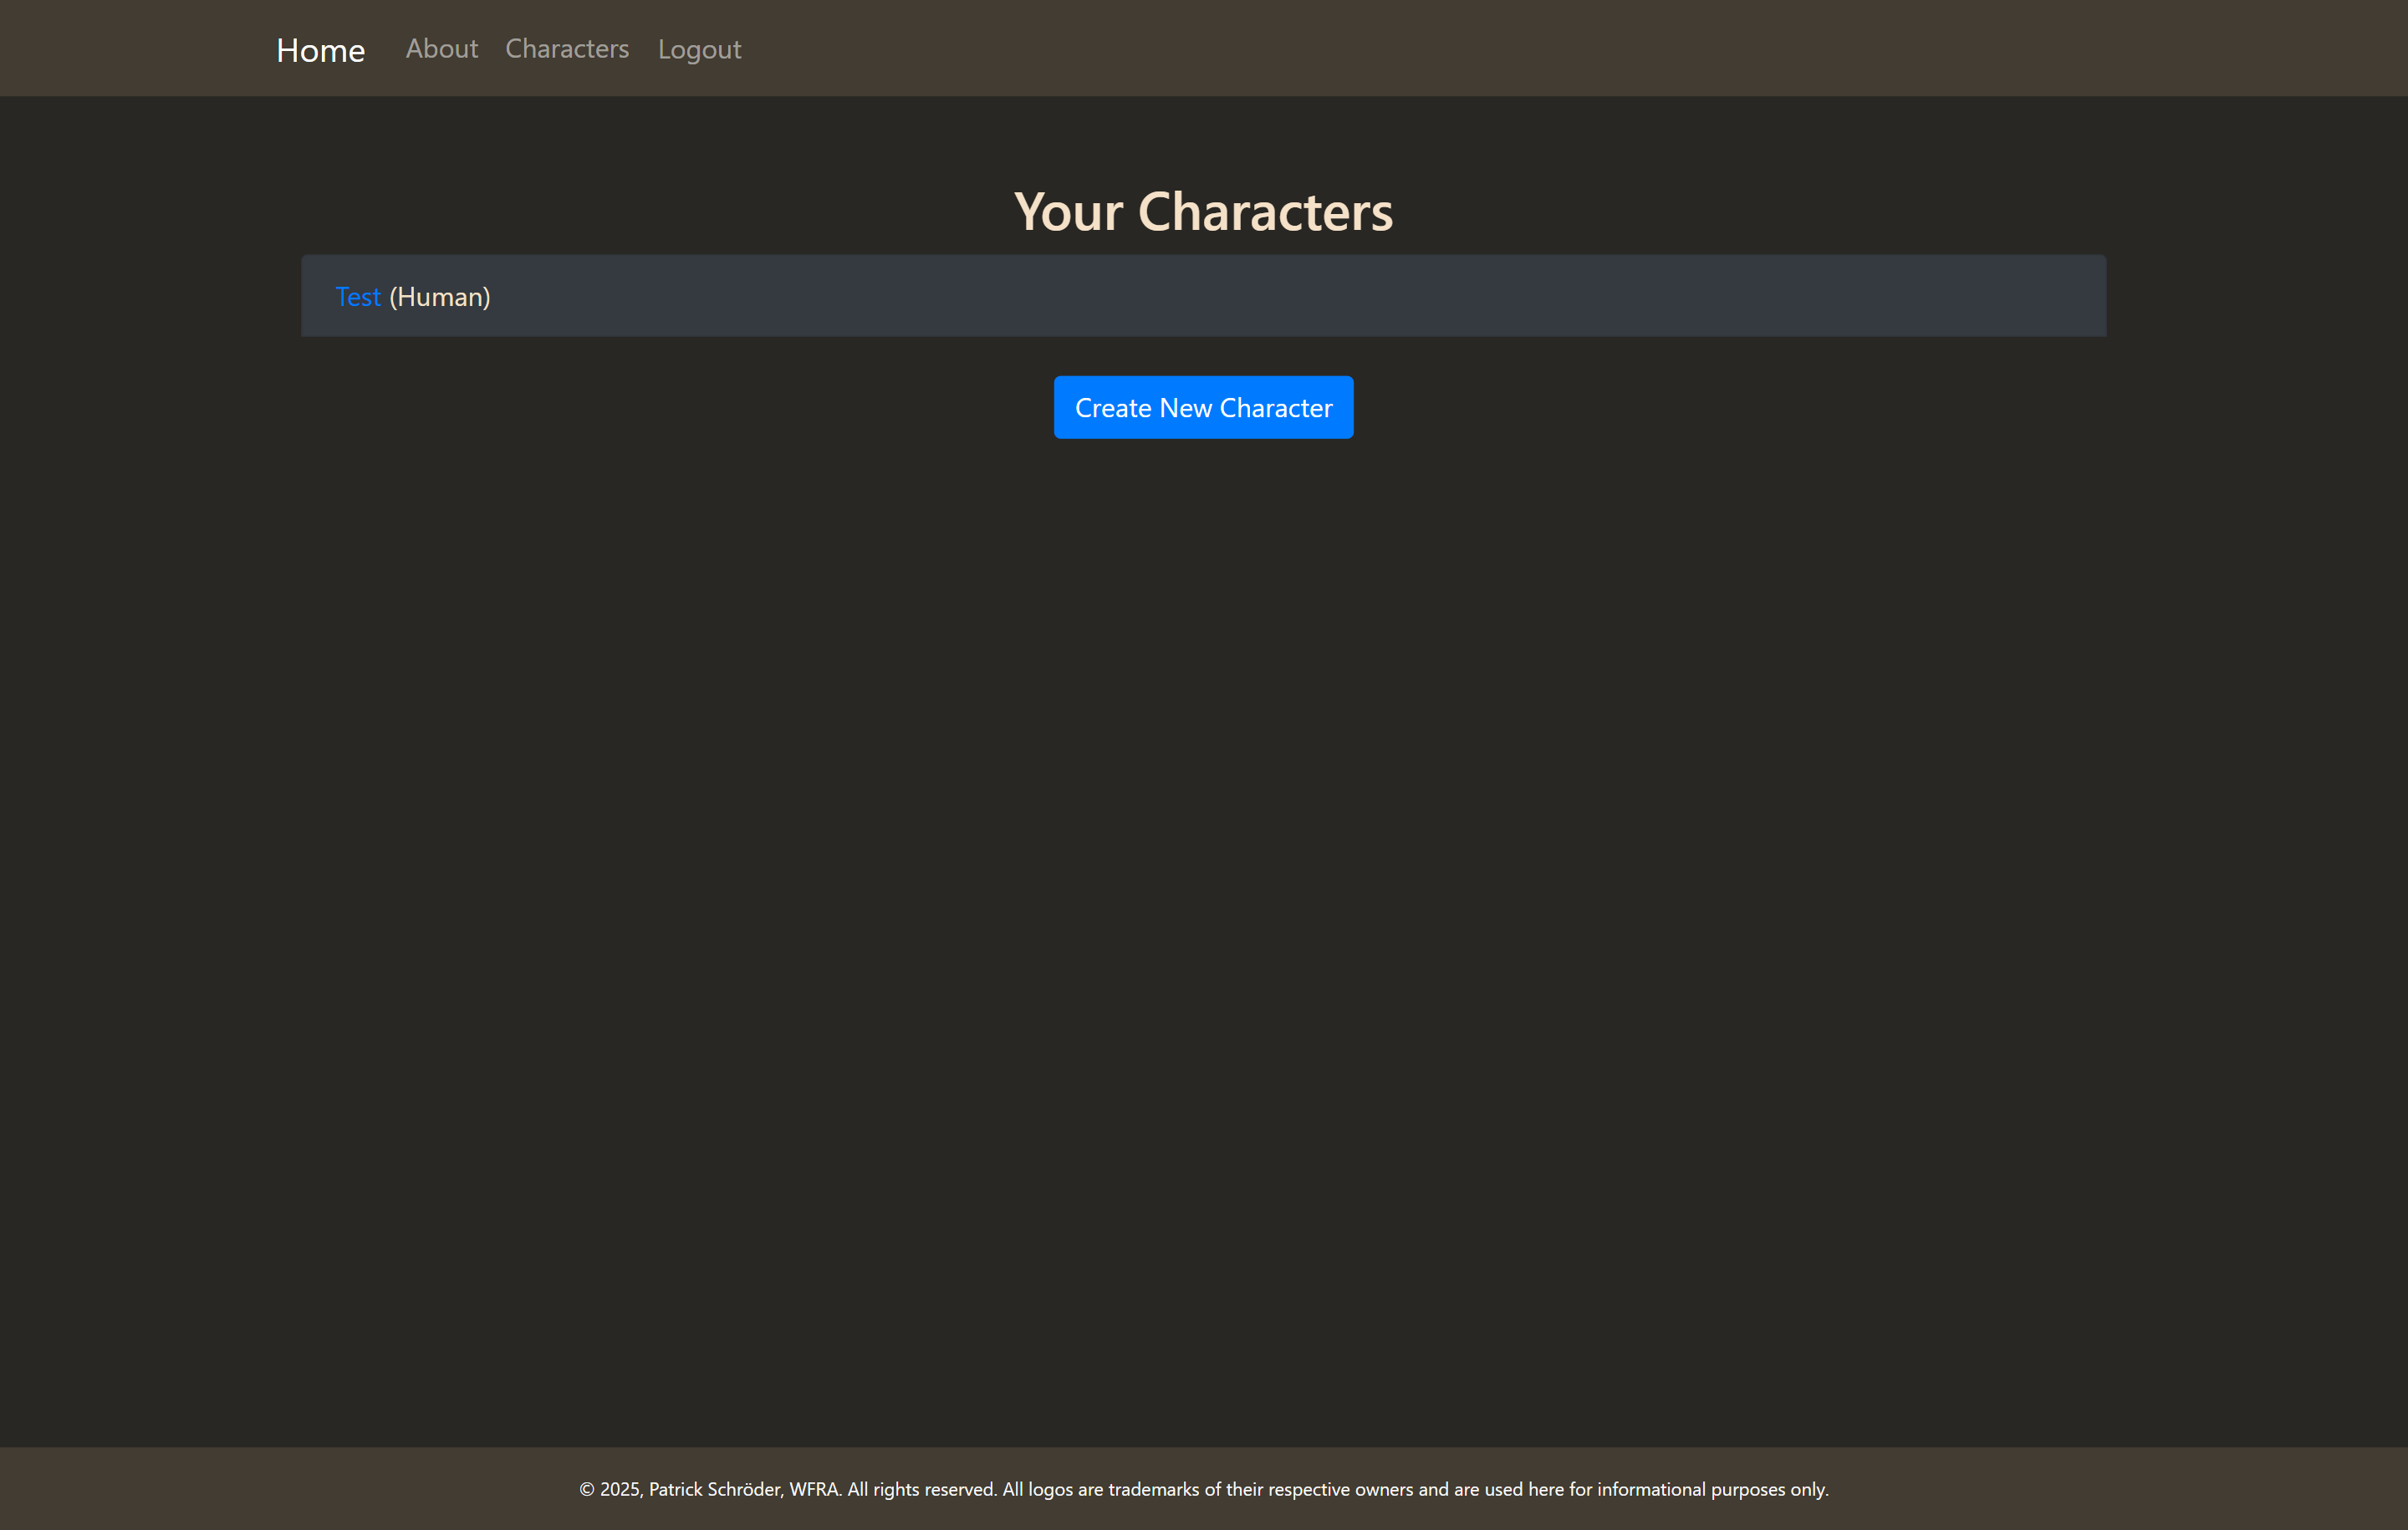 Home About Characters Logout
Your Characters
Test (Human)
Create New Character
© 2025, Patrick Schröder, WFRA. All rights reserved. All logos are trademarks of their respective owners and are used here for informational purposes only.